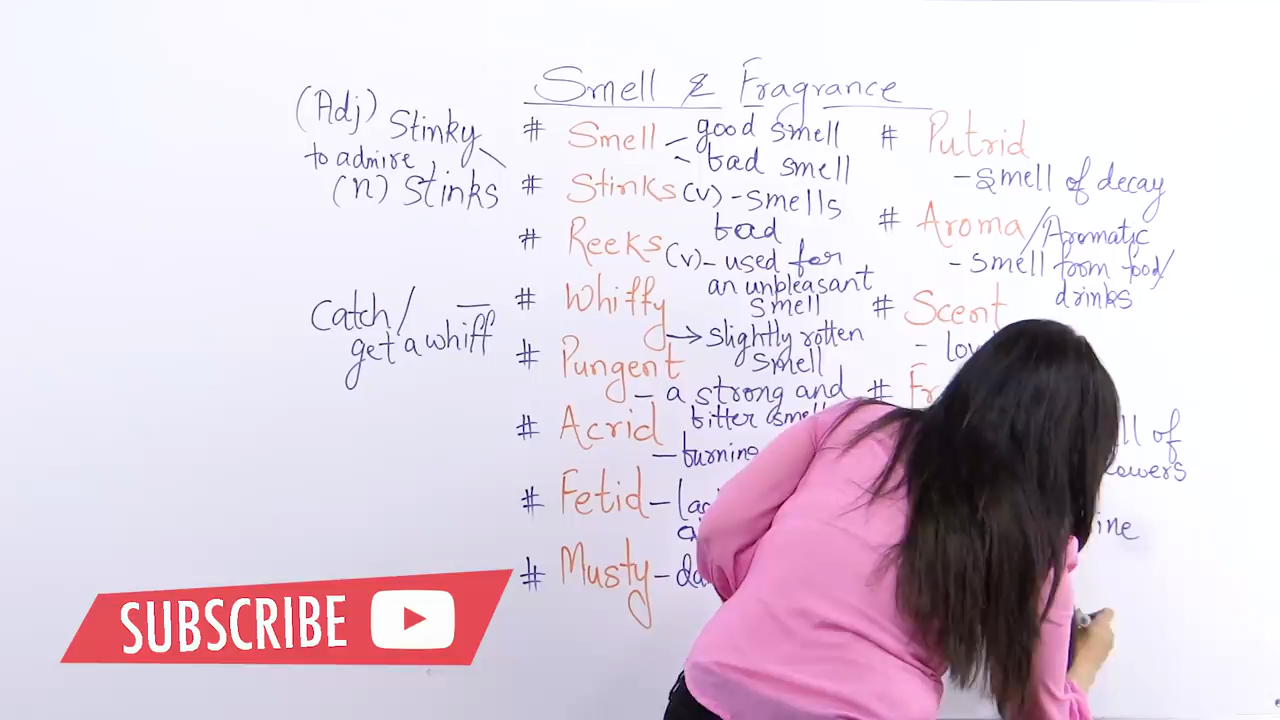 Smell & Fragrance
(Adj) Stinky
to admire
(n) Stinks
Catch/
get a whiff
# Smell - good smell
- bad smell
# Stinks (v) - smells
bad
# Reeks (v) - used for
an unpleasant
smell
# Whiffy → slightly rotten
smell
# Pungent - a strong and
bitter smell
# Acrid - burning
# Fetid -
# Musty -
# Putrid
- smell of decay
# Aroma/Aromatic
- smell from food/
drinks
# Scent
#
of
SUBSCRIBE